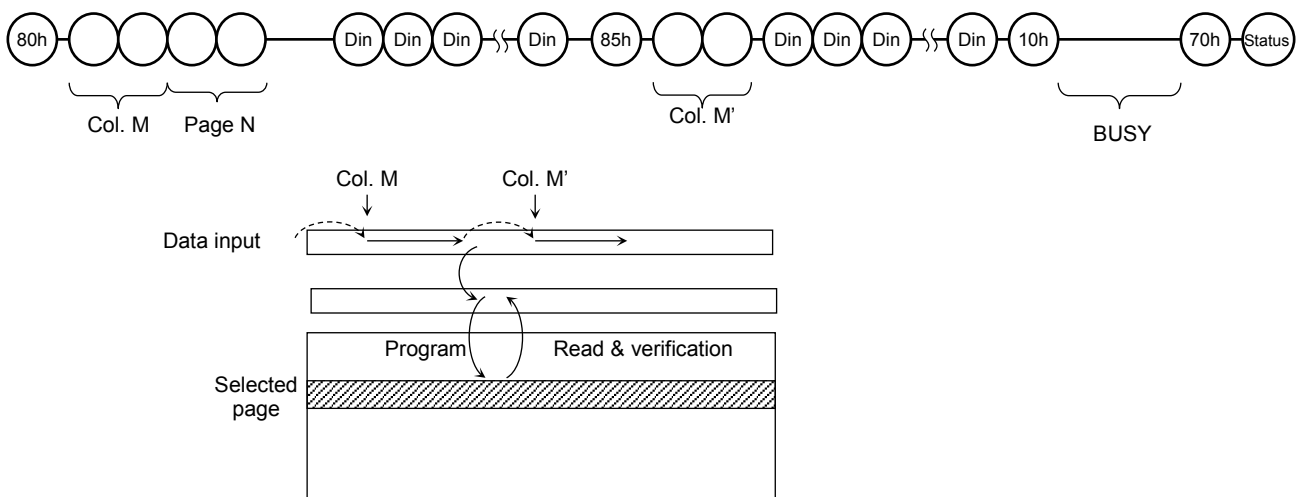 80h Din Din Din Din 85h Din Din Din Din 10h 70h Status
Col. M Page N Col. M’ BUSY
Col. M Col. M’
Data input
Program Read & verification
Selected
page